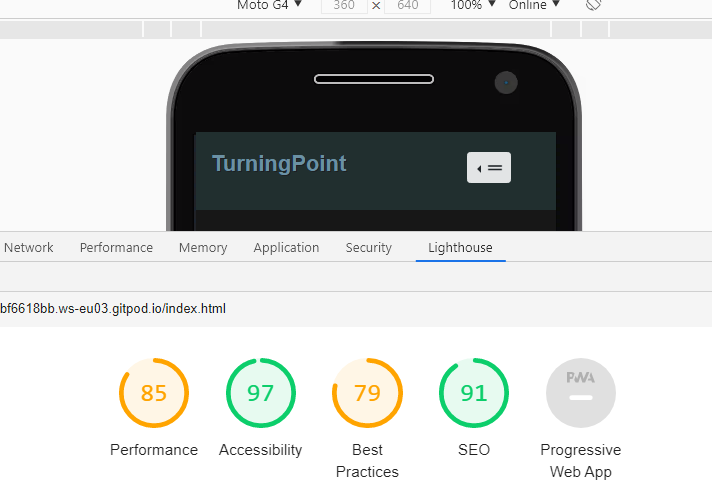 Moto G4 ▼ 360 × 640 100% ▼ Online ▼
TurningPoint
Network Performance Memory Application Security Lighthouse
bf6618bb.ws-eu03.gitpod.io/index.html
85 97 79 91 PWA
Performance Accessibility Best Practices SEO Progressive Web App